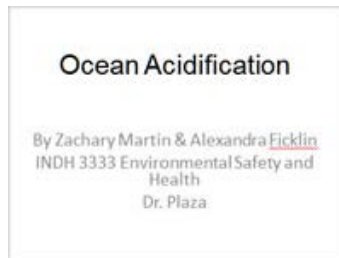 Ocean Acidification
By Zachary Martin & Alexandra Ficklin
INDH 3333 Environmental Safety and
Health
Dr. Plaza